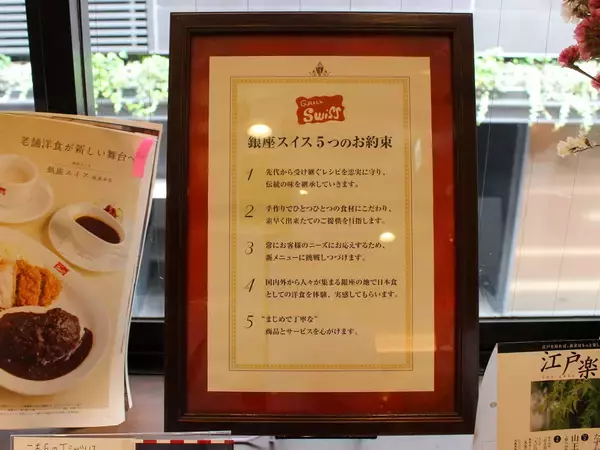 GRILL
Swiss
銀座スイス5つのお約束
1 先代から受け継ぐレシピを忠実に守り、
伝統の味を継承していきます。
2 手作りでひとつひとつの食材にこだわり、
素早く出来たてのご提供を目指します。
3 常にお客様のニーズにお応えするため、
新メニューに挑戦しつづけます。
4 国内外から人々が集まる銀座の地で日本食
としての洋食を体験、実感してもらいます。
5 “まじめで丁寧な”
商品とサービスを心がけます。
老舗洋食が新しい舞台へ
銀座スイス
江戸楽